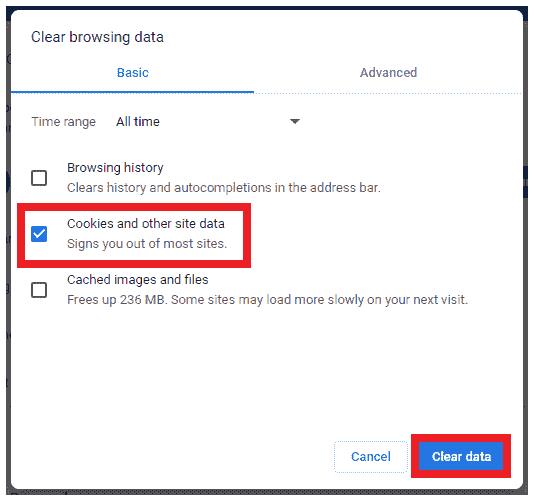 Clear browsing data
Basic
Advanced
Time range
All time
Browsing history
Clears history and autocompletions in the address bar.
Cookies and other site data
Signs you out of most sites.
Cached images and files
Frees up 236 MB. Some sites may load more slowly on your next visit.
Cancel
Clear data